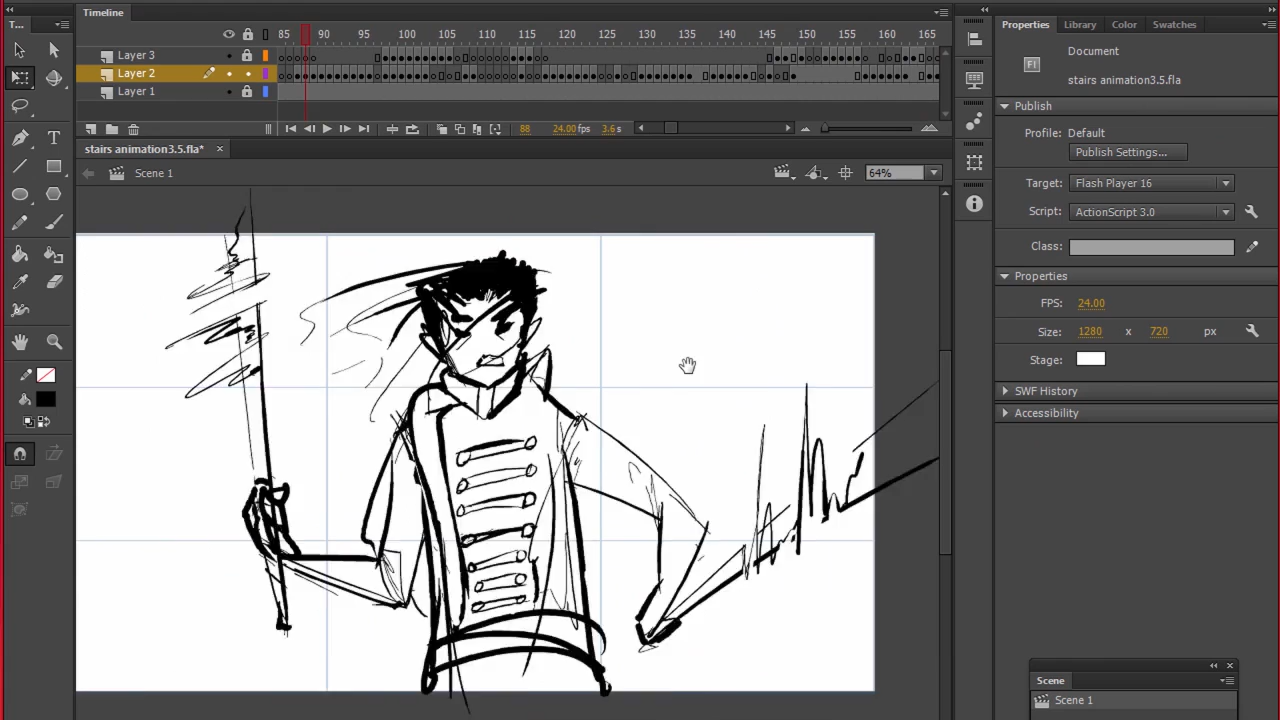 T...
Timeline
Properties
Library
Color
Swatches
85 90 95 100 105 110 115 120 125 130 135 140 145 150 155 160 165
Layer 3
Layer 2
Layer 1
Document
Fl
stairs animation3.5.fla
Publish
Profile: Default
Publish Settings...
88 24.00 fps 3.6 s
stairs animation3.5.fla* ×
Scene 1
64%
Target: Flash Player 16
Script: ActionScript 3.0
Class:
Properties
FPS: 24.00
Size: 1280 x 720 px
Stage:
SWF History
Accessibility
T
Scene
Scene 1